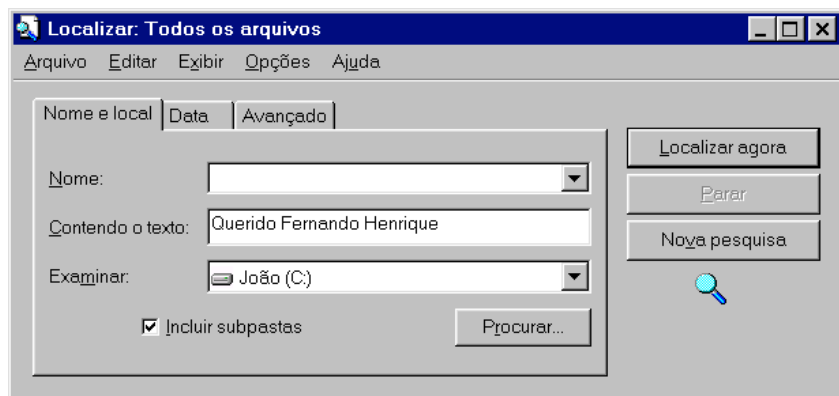 Localizar: Todos os arquivos
Arquivo Editar Exibir Opções Ajuda
Nome e local Data Avançado
Nome:
Contendo o texto: Querido Fernando Henrique
Examinar: João (C:)
Incluir subpastas Procurar...
Localizar agora
Parar
Nova pesquisa